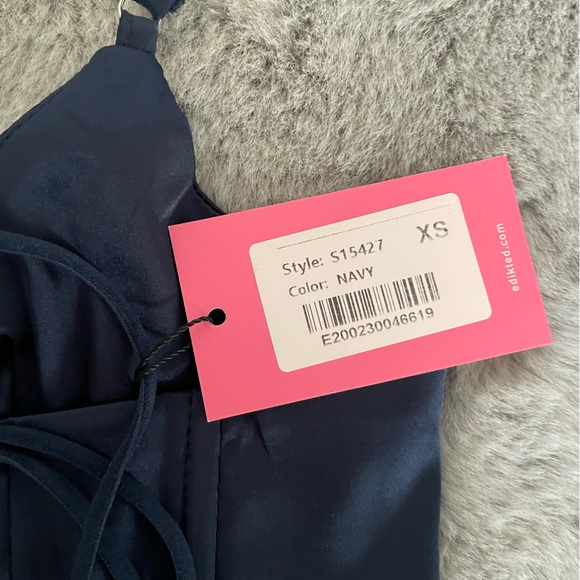 XS
Style: S15427
Color: NAVY
E200230046619
edikted.com